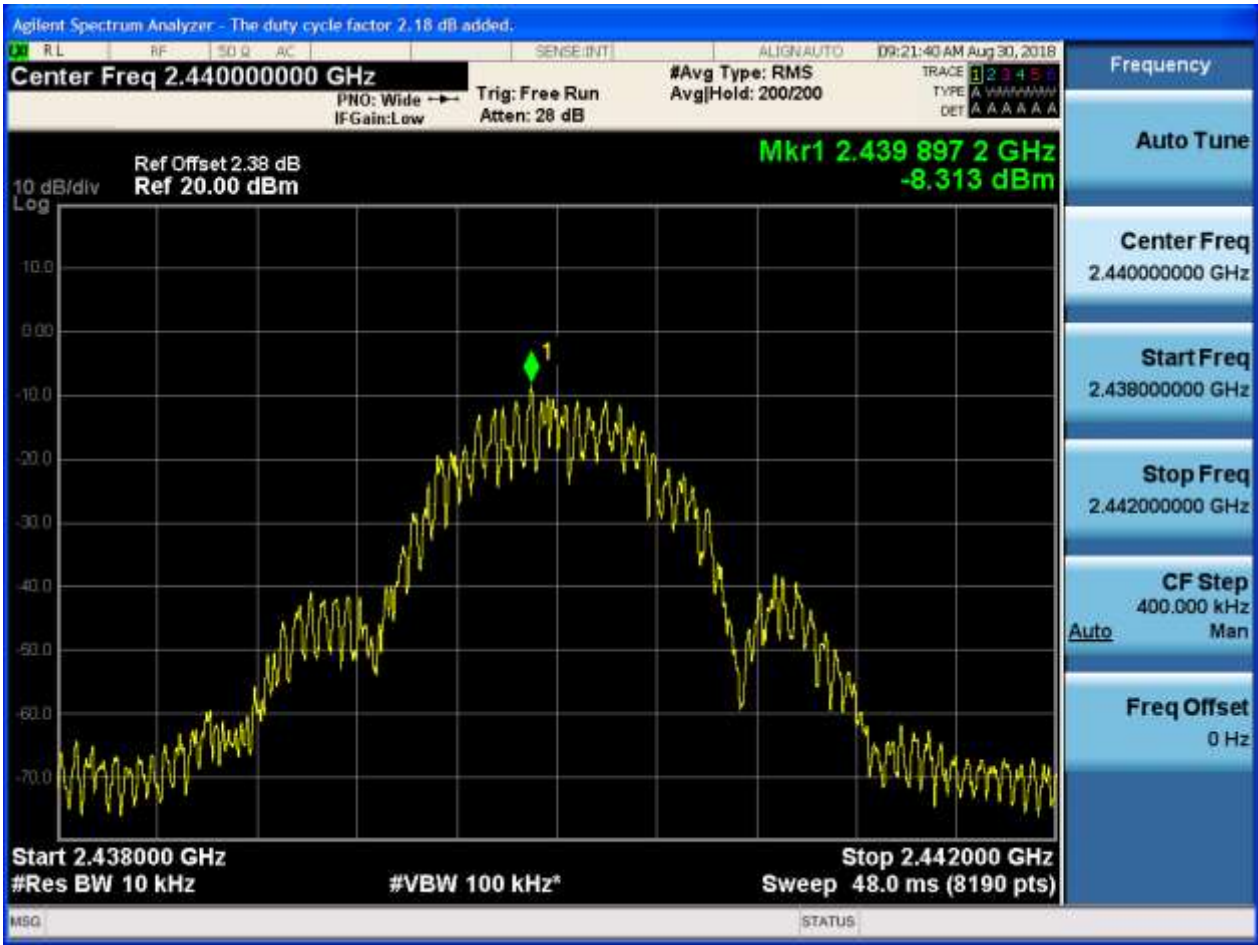 Agilent Spectrum Analyzer - The duty cycle factor 2.18 dB added.
RL RF 50 Ω AC SENSE:INT ALIGN AUTO 09:21:40 AM Aug 30, 2018
Center Freq 2.440000000 GHz
PNO: Wide
IFGain:Low
Trig: Free Run
Atten: 28 dB
#Avg Type: RMS
Avg|Hold: 200/200
TRACE 1 2 3 4 5 6
TYPE A WWWWW
DET A A A A A A
Mkr1 2.439 897 2 GHz
-8.313 dBm
Ref Offset 2.38 dB
10 dB/div Ref 20.00 dBm
Log
10.0
0.00
-10.0
-20.0
-30.0
-40.0
-50.0
-60.0
-70.0
1
Start 2.438000 GHz Stop 2.442000 GHz
#Res BW 10 kHz #VBW 100 kHz* Sweep 48.0 ms (8190 pts)
MSG STATUS
Frequency
Auto Tune
Center Freq
2.440000000 GHz
Start Freq
2.438000000 GHz
Stop Freq
2.442000000 GHz
CF Step
400.000 kHz
Auto Man
Freq Offset
0 Hz